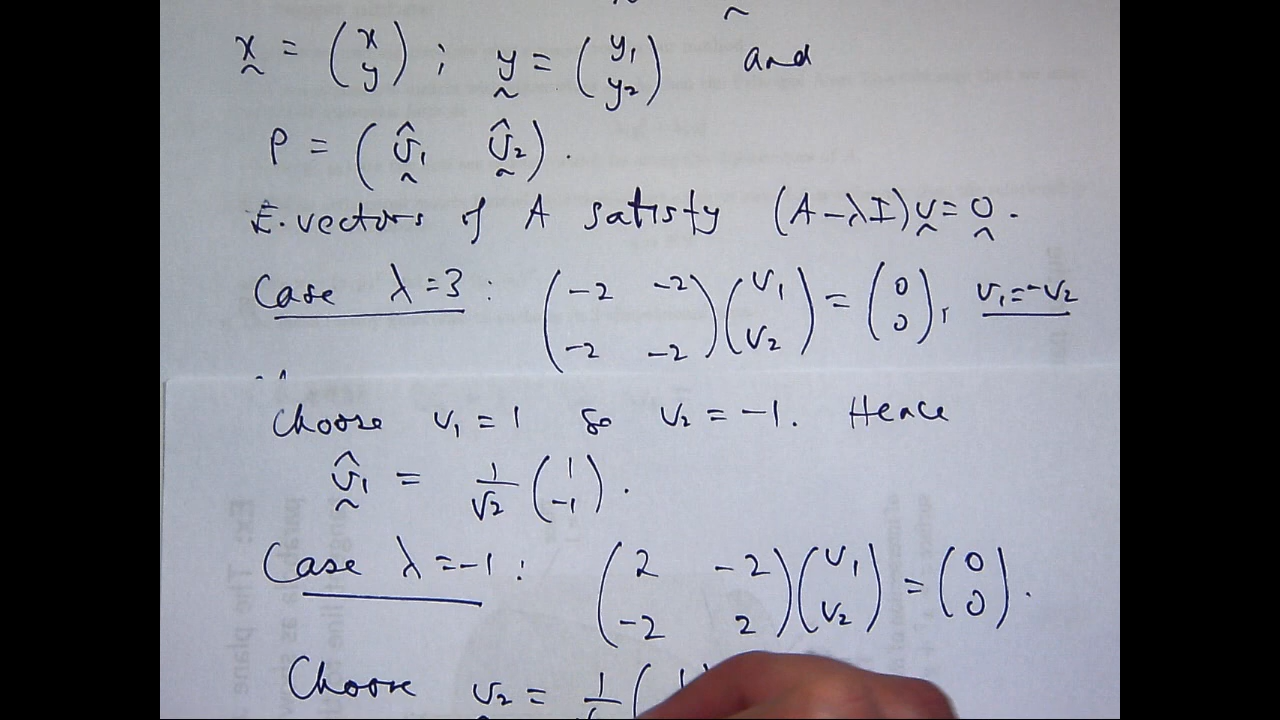 x = (x y) ; y = (y₁ y₂) and
P = (v̂₁ v̂₂).
E.vectors of A satisfy (A-λI)v = 0.
Case λ=3: (-2 -2 -2 -2)(v₁ v₂) = (0 0), v₁=-v₂
Choose v₁ = 1 so v₂ = -1. Hence
v̂₁ = 1/√2 (1 -1).
Case λ=-1: (2 -2 -2 2)(v₁ v₂) = (0 0).
Choose v₂ = 1/√ (1